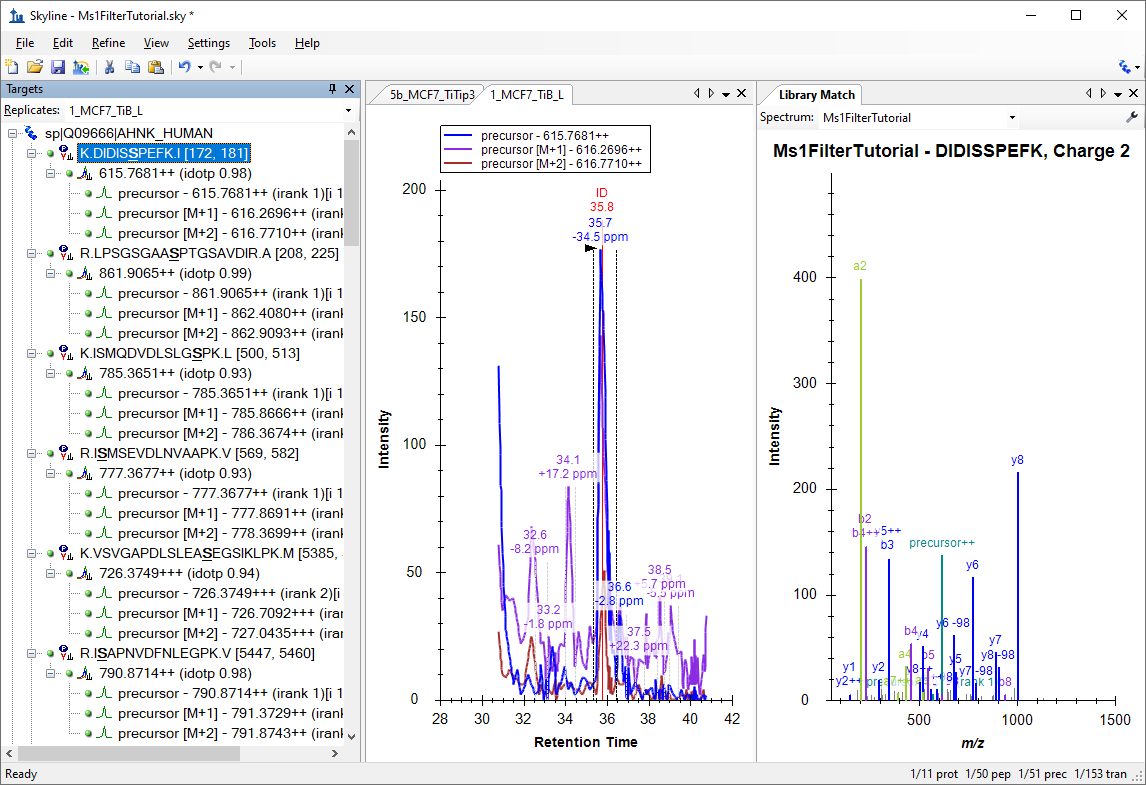 Skyline - Ms1FilterTutorial.sky *
File Edit Refine View Settings Tools Help
Targets
Replicates: 1_MCF7_TiB_L
sp|Q09666|AHNK_HUMAN
K.DIDISSPEFK.I [172, 181]
615.7681++ (idotp 0.98)
precursor - 615.7681++ (irank 1)[i 1
precursor [M+1] - 616.2696++ (irank
precursor [M+2] - 616.7710++ (irank
R.LPSGSGAASPTGSAVDIR.A [208, 225]
861.9065++ (idotp 0.99)
precursor - 861.9065++ (irank 1)[i 1
precursor [M+1] - 862.4080++ (irank
precursor [M+2] - 862.9093++ (irank
K.ISMQDVDLSLGSPK.L [500, 513]
785.3651++ (idotp 0.93)
precursor - 785.3651++ (irank 1)[i 1
precursor [M+1] - 785.8666++ (irank
precursor [M+2] - 786.3674++ (irank
R.ISMSEVDLNVAAPK.V [569, 582]
777.3677++ (idotp 0.93)
precursor - 777.3677++ (irank 1)[i 1
precursor [M+1] - 777.8691++ (irank
precursor [M+2] - 778.3699++ (irank
K.VSVGAPDLSLEASEGSIKLPK.M [5385,
726.3749+++ (idotp 0.94)
precursor - 726.3749+++ (irank 2)[i
precursor [M+1] - 726.7092+++ (irank
precursor [M+2] - 727.0435+++ (irank
R.ISAPNVDFNLEGPK.V [5447, 5460]
790.8714++ (idotp 0.98)
precursor - 790.8714++ (irank 1)[i 1
precursor [M+1] - 791.3729++ (irank
precursor [M+2] - 791.8743++ (irank
5b_MCF7_TiTip3 1_MCF7_TiB_L
precursor - 615.7681++
precursor [M+1] - 616.2696++
precursor [M+2] - 616.7710++
ID
35.8
35.7
-34.5 ppm
34.1
+17.2 ppm
32.6
-8.2 ppm
33.2
-1.8 ppm
36.6
-2.8 ppm
38.5
+5.7 ppm
-5.5 ppm
37.5
+22.3 ppm
200
150
100
50
0
Intensity
28 30 32 34 36 38 40 42
Retention Time
Library Match
Spectrum: Ms1FilterTutorial
Ms1FilterTutorial - DIDISSPEFK, Charge 2
a2
y8
b2
b4++
y5++
b3
precursor++
y6
y6 -98
b4
y4
y7
a4
b5
y5
y8 -98
y1
y2
y8++
y7 -98
y2++
b8
400
300
200
100
0
Intensity
500 1000 1500
m/z
Ready
1/11 prot 1/50 pep 1/51 prec 1/153 tran